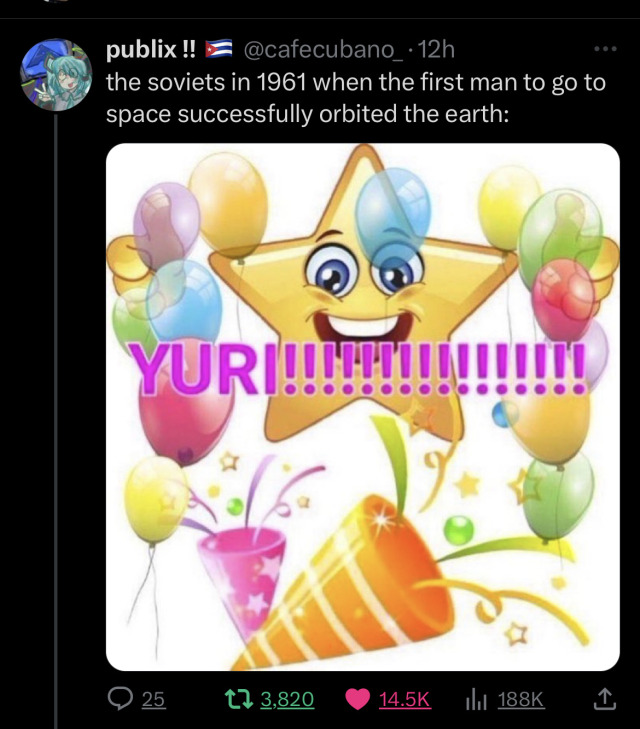 publix !! 🇨🇺 @cafecubano_ · 12h
the soviets in 1961 when the first man to go to
space successfully orbited the earth:
YURI!!!!!!!!!!!!!!!!!
25 3,820 14.5K 188K